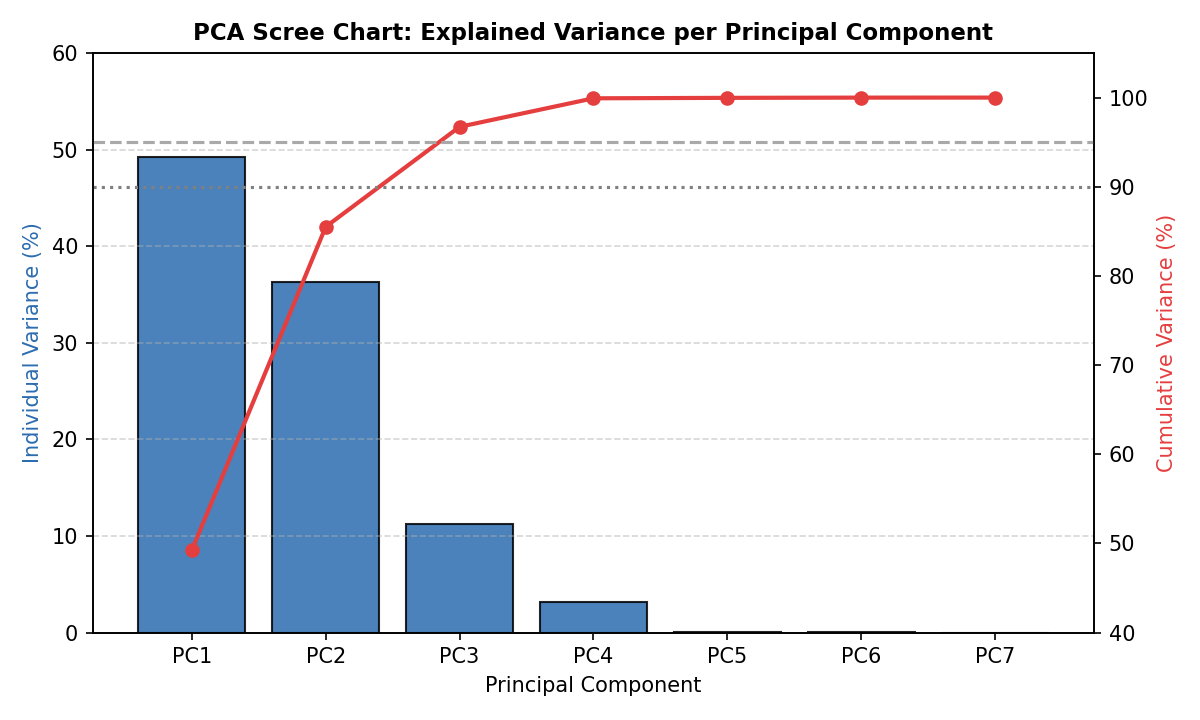 PCA Scree Chart: Explained Variance per Principal Component
Individual Variance (%)
60
50
40
30
20
10
0
100
90
80
70
60
50
40
Cumulative Variance (%)
PC1 PC2 PC3 PC4 PC5 PC6 PC7
Principal Component